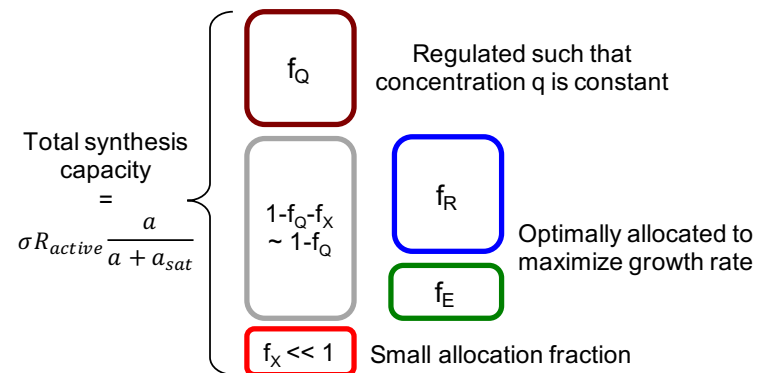 f_Q
Regulated such that
concentration q is constant
Total synthesis
capacity
=
σR_active a/(a + a_sat)
1-f_Q-f_X
~ 1-f_Q
f_R
f_E
Optimally allocated to
maximize growth rate
f_X << 1
Small allocation fraction